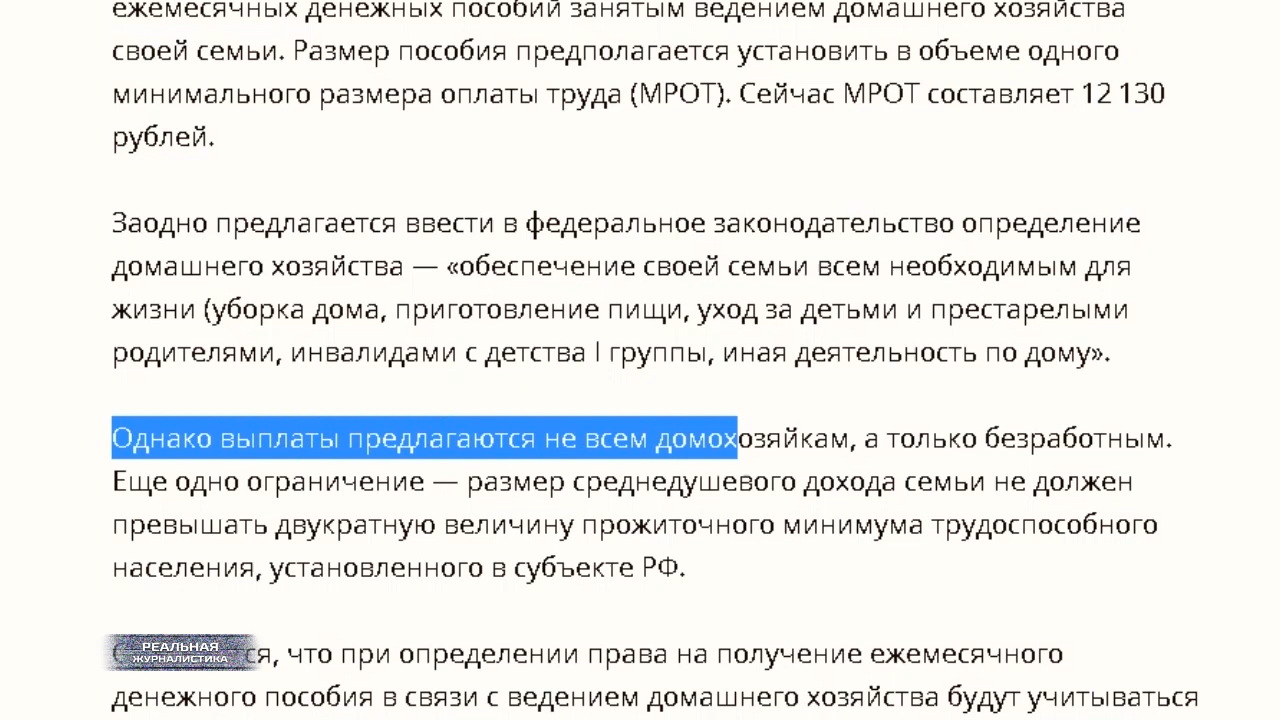 ежемесячных денежных пособий занятым ведением домашнего хозяйства
своей семьи. Размер пособия предполагается установить в объеме одного
минимального размера оплаты труда (МРОТ). Сейчас МРОТ составляет 12 130
рублей.
Заодно предлагается ввести в федеральное законодательство определение
домашнего хозяйства — «обеспечение своей семьи всем необходимым для
жизни (уборка дома, приготовление пищи, уход за детьми и престарелыми
родителями, инвалидами с детства I группы, иная деятельность по дому».
Однако выплаты предлагаются не всем домохозяйкам, а только безработным.
Еще одно ограничение — размер среднедушевого дохода семьи не должен
превышать двукратную величину прожиточного минимума трудоспособного
населения, установленного в субъекте РФ.
РЕАЛЬНАЯ
ЖУРНАЛИСТИКА
что при определении права на получение ежемесячного
денежного пособия в связи с ведением домашнего хозяйства будут учитываться